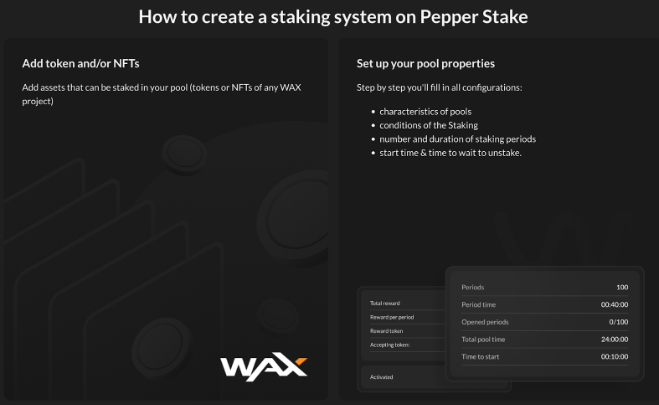 How to create a staking system on Pepper Stake
Add token and/or NFTs
Add assets that can be staked in your pool (tokens or NFTs of any WAX
project)
WAX
Set up your pool properties
Step by step you'll fill in all configurations:
• characteristics of pools
• conditions of the Staking
• number and duration of staking periods
• start time & time to wait to unstake.
Total reward
Reward per period
Reward token
Accepting token:
Activated
Periods 100
Period time 00:40:00
Opened periods 0/100
Total pool time 24:00:00
Time to start 00:10:00